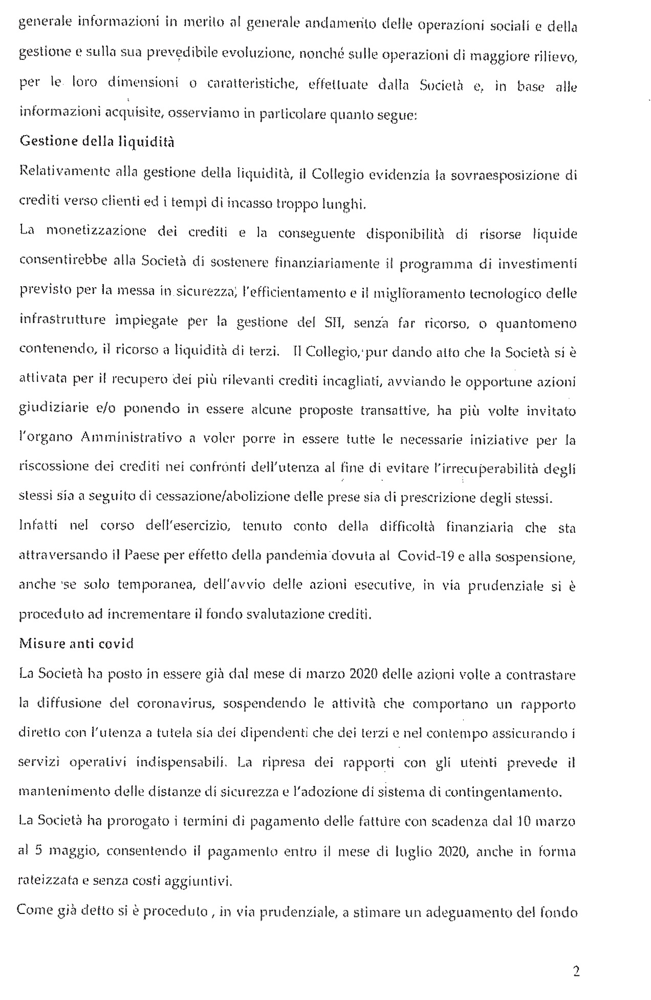 generale informazioni in merito al generale andamento delle operazioni sociali e della
gestione e sulla sua prevedibile evoluzione, nonché sulle operazioni di maggiore rilievo,
per le loro dimensioni o caratteristiche, effettuate dalla Società e, in base alle
informazioni acquisite, osserviamo in particolare quanto segue:
Gestione della liquidità
Relativamente alla gestione della liquidità, il Collegio evidenzia la sovraesposizione di
crediti verso clienti ed i tempi di incasso troppo lunghi.
La monetizzazione dei crediti e la conseguente disponibilità di risorse liquide
consentirebbe alla Società di sostenere finanziariamente il programma di investimenti
previsto per la messa in sicurezza, l'efficientamento e il miglioramento tecnologico delle
infrastrutture impiegate per la gestione del SII, senza far ricorso, o quantomeno
contenendo, il ricorso a liquidità di terzi. Il Collegio, pur dando atto che la Società si è
attivata per il recupero dei più rilevanti crediti incagliati, avviando le opportune azioni
giudiziarie e/o ponendo in essere alcune proposte transattive, ha più volte invitato
l'organo Amministrativo a voler porre in essere tutte le necessarie iniziative per la
riscossione dei crediti nei confronti dell'utenza al fine di evitare l'irrecuperabilità degli
stessi sia a seguito di cessazione/abolizione delle prese sia di prescrizione degli stessi.
Infatti nel corso dell'esercizio, tenuto conto della difficoltà finanziaria che sta
attraversando il Paese per effetto della pandemia dovuta al Covid-19 e alla sospensione,
anche se solo temporanea, dell'avvio delle azioni esecutive, in via prudenziale si è
proceduto ad incrementare il fondo svalutazione crediti.
Misure anti covid
La Società ha posto in essere già dal mese di marzo 2020 delle azioni volte a contrastare
la diffusione del coronavirus, sospendendo le attività che comportano un rapporto
diretto con l'utenza a tutela sia dei dipendenti che dei terzi e nel contempo assicurando i
servizi operativi indispensabili. La ripresa dei rapporti con gli utenti prevede il
mantenimento delle distanze di sicurezza e l'adozione di sistema di contingentamento.
La Società ha prorogato i termini di pagamento delle fatture con scadenza dal 10 marzo
al 5 maggio, consentendo il pagamento entro il mese di luglio 2020, anche in forma
rateizzata e senza costi aggiuntivi.
Come già detto si è proceduto , in via prudenziale, a stimare un adeguamento del fondo
2